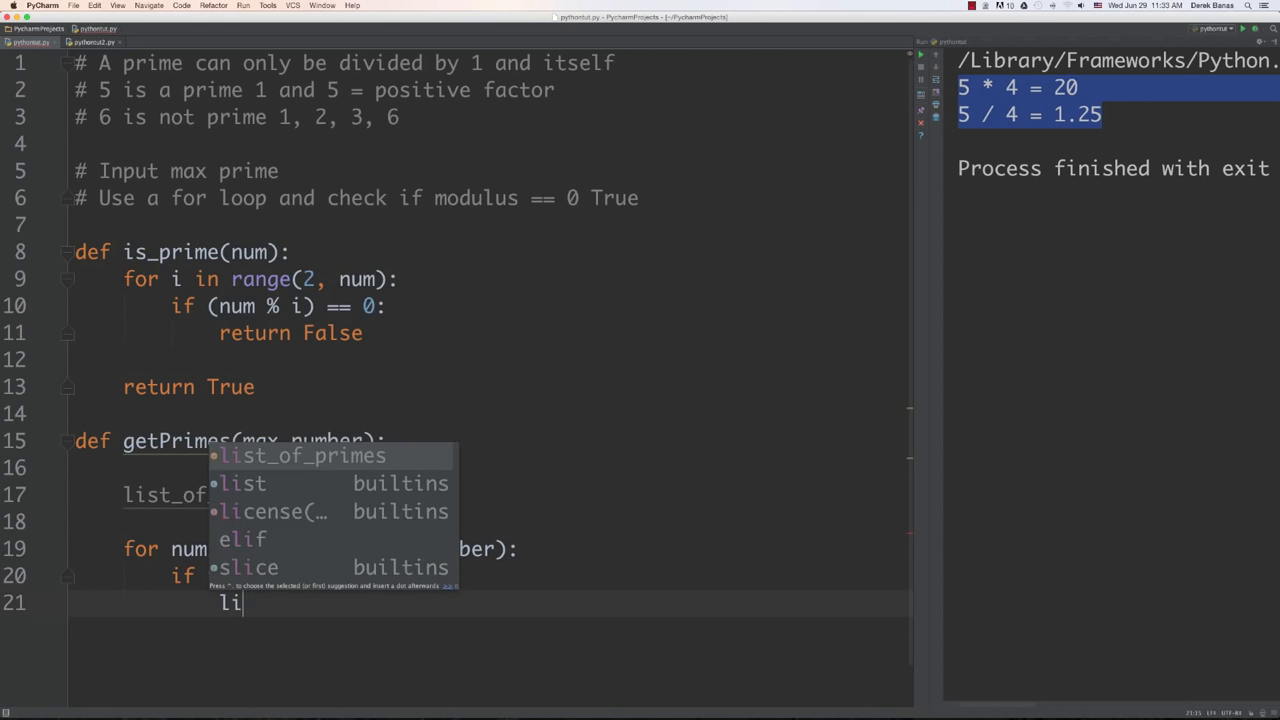 PyCharm File Edit View Navigate Code Refactor Run Tools VCS Window Help
10 Wed Jun 29 11:33 AM Derek Banas
pythontut.py - PycharmProjects - [~/PycharmProjects]
PycharmProjects pythontut.py pythontut
pythontut.py × pythontut2.py ×
Run pythontut
1 # A prime can only be divided by 1 and itself
2 # 5 is a prime 1 and 5 = positive factor
3 # 6 is not prime 1, 2, 3, 6
4
5 # Input max prime
6 # Use a for loop and check if modulus == 0 True
7
8 def is_prime(num):
9 for i in range(2, num):
10 if (num % i) == 0:
11 return False
12
13 return True
14
15 def getPrimes(max_number):
16
17 list_of_
18
19 for num ber):
20 if
21 li
list_of_primes
list builtins
license(… builtins
elif
slice builtins
Press ^. to choose the selected (or first) suggestion and insert a dot afterwards >>
/Library/Frameworks/Python.
5 * 4 = 20
5 / 4 = 1.25
Process finished with exit
21:15 LF÷ UTF-8÷